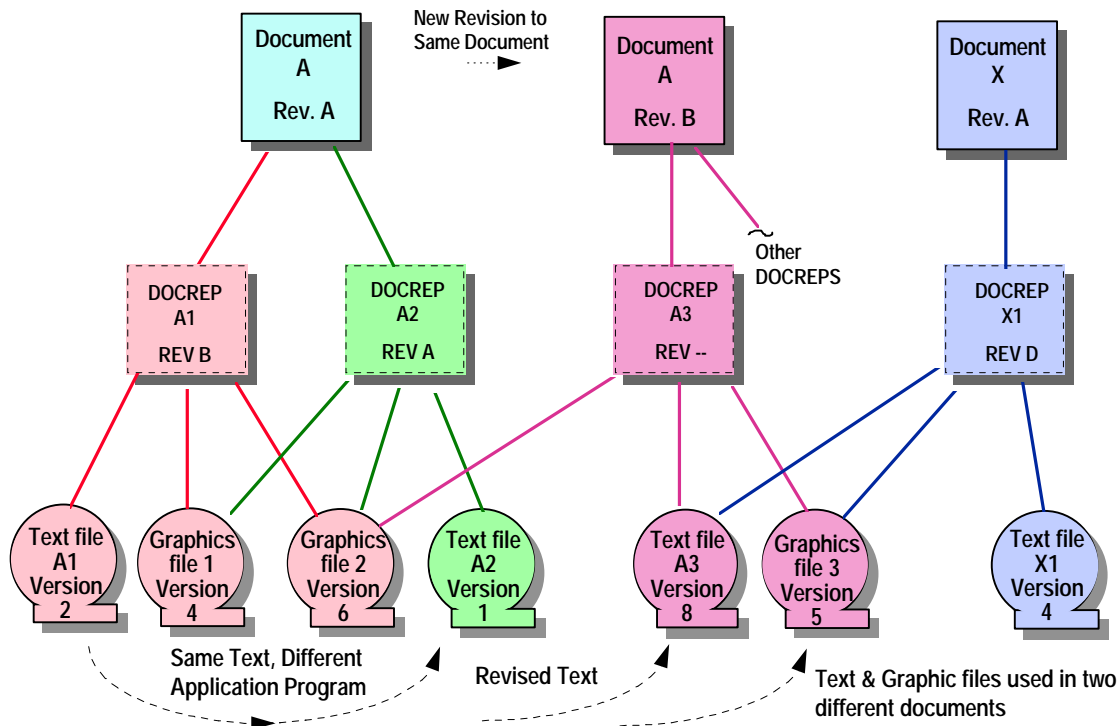 Document
A
Rev. A
New Revision to
Same Document
Document
A
Rev. B
Document
X
Rev. A
Other
DOCREPS
DOCREP
A1
REV B
DOCREP
A2
REV A
DOCREP
A3
REV --
DOCREP
X1
REV D
Text file
A1
Version
2
Graphics
file 1
Version
4
Graphics
file 2
Version
6
Text file
A2
Version
1
Text file
A3
Version
8
Graphics
file 3
Version
5
Text file
X1
Version
4
Same Text, Different
Application Program
Revised Text
Text & Graphic files used in two
different documents